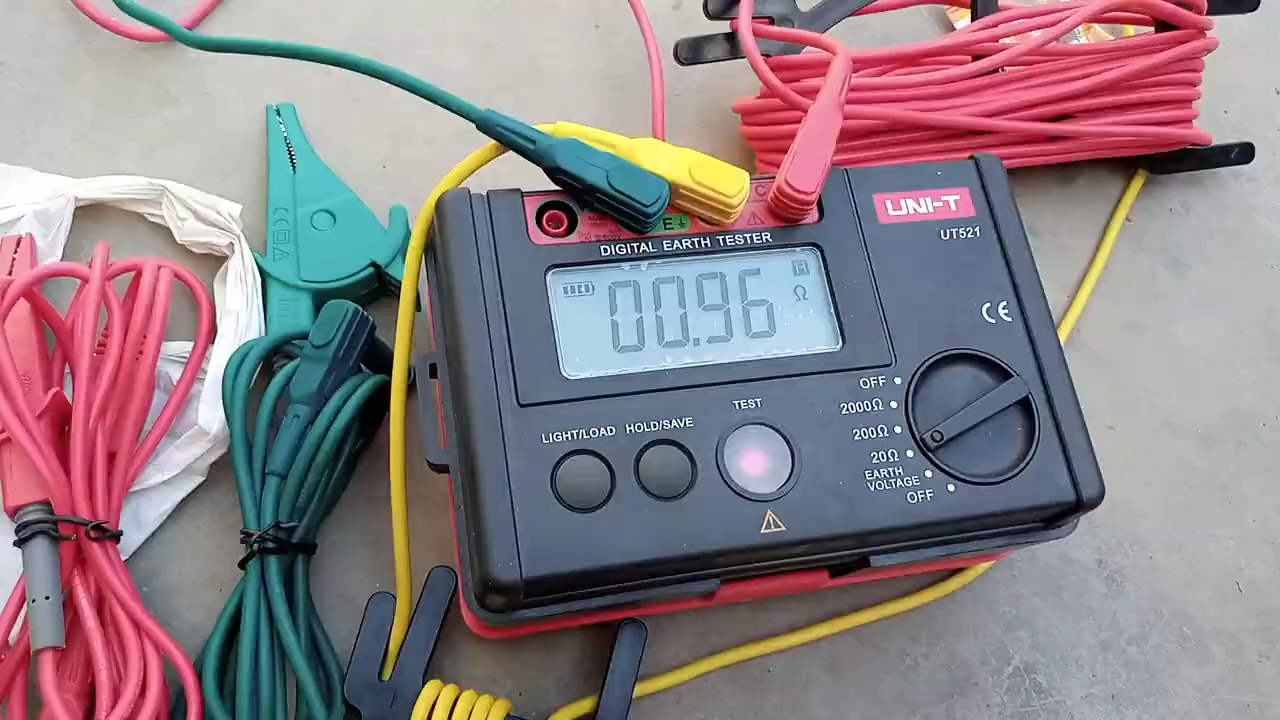 UNI-T
UT521
E
DIGITAL EARTH TESTER
R
Ω
00.96
CE
OFF
2000Ω
200Ω
20Ω
EARTH
VOLTAGE
OFF
LIGHT/LOAD HOLD/SAVE
TEST